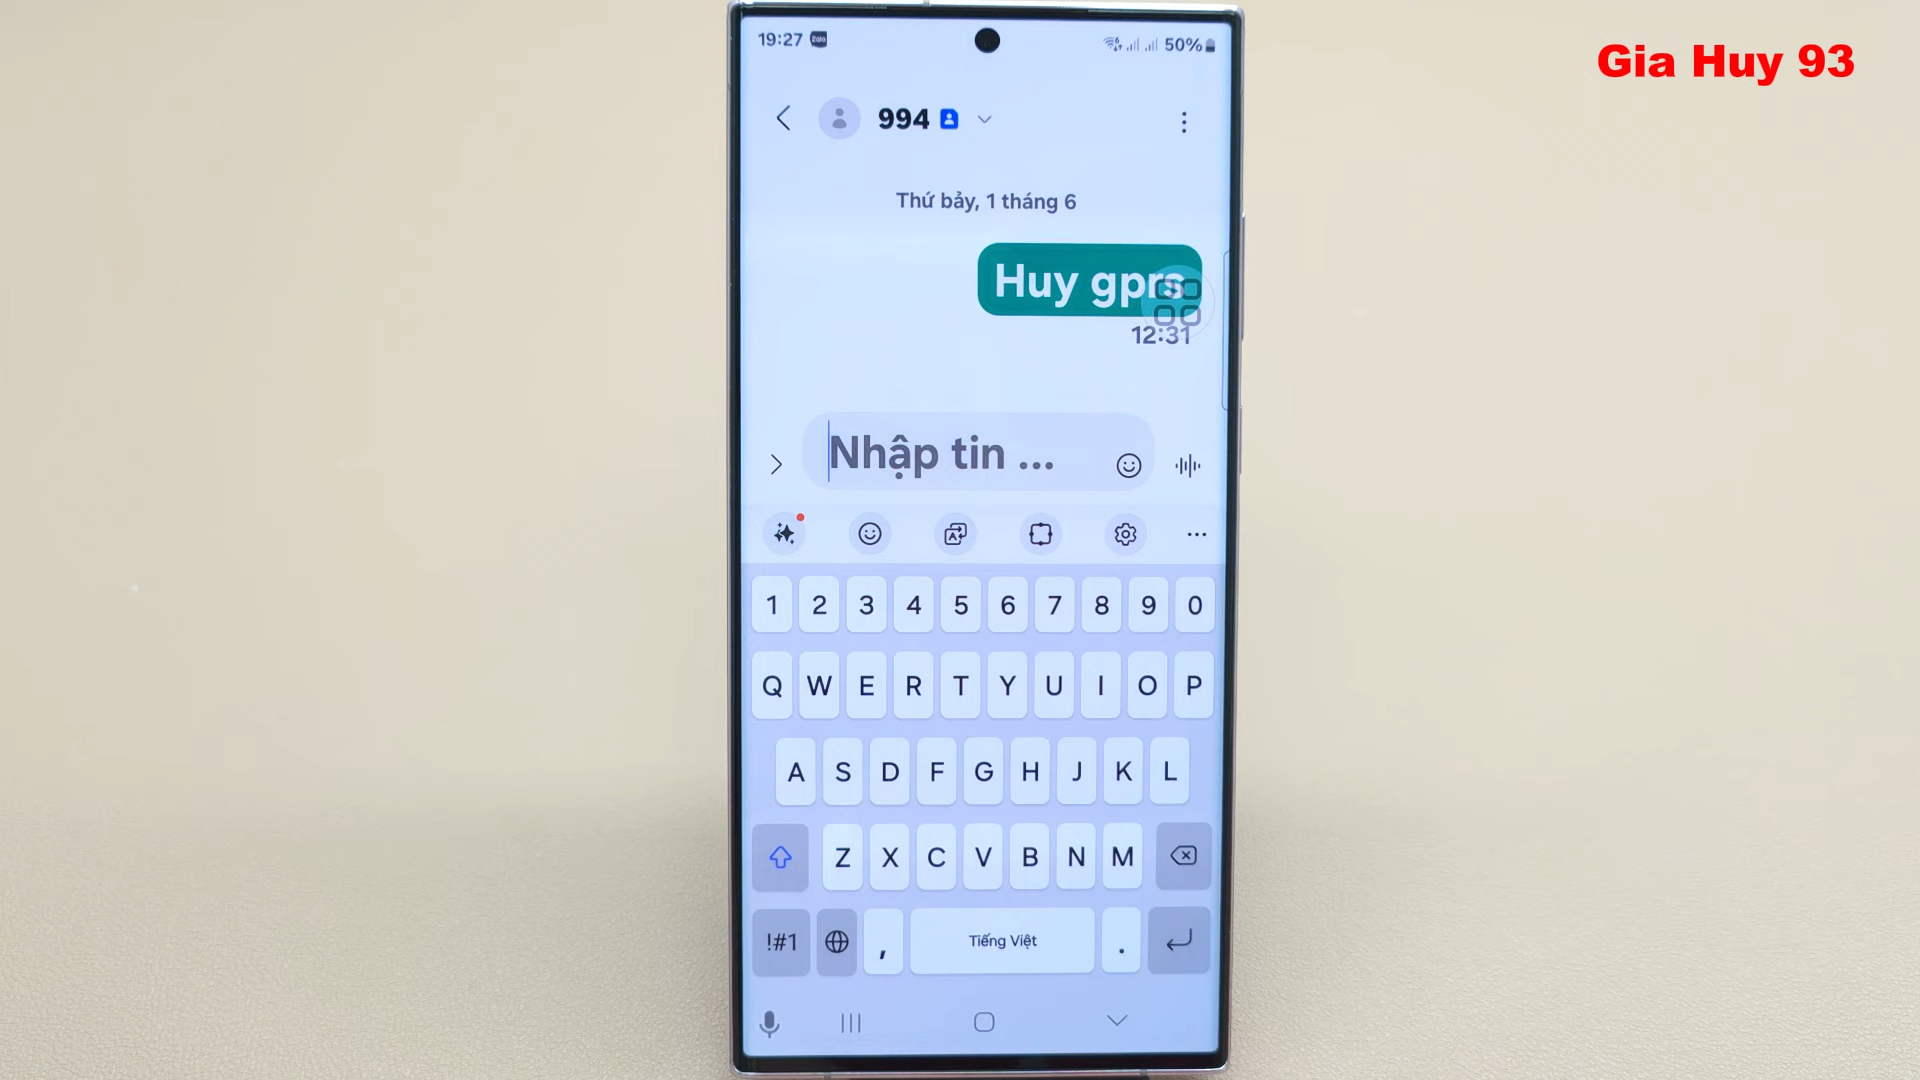 19:27 Zalo
50%
Gia Huy 93
994
Thứ bảy, 1 tháng 6
Huy gprs
12:31
Nhập tin ...
1 2 3 4 5 6 7 8 9 0
Q W E R T Y U I O P
A S D F G H J K L
Z X C V B N M
!#1 , Tiếng Việt .